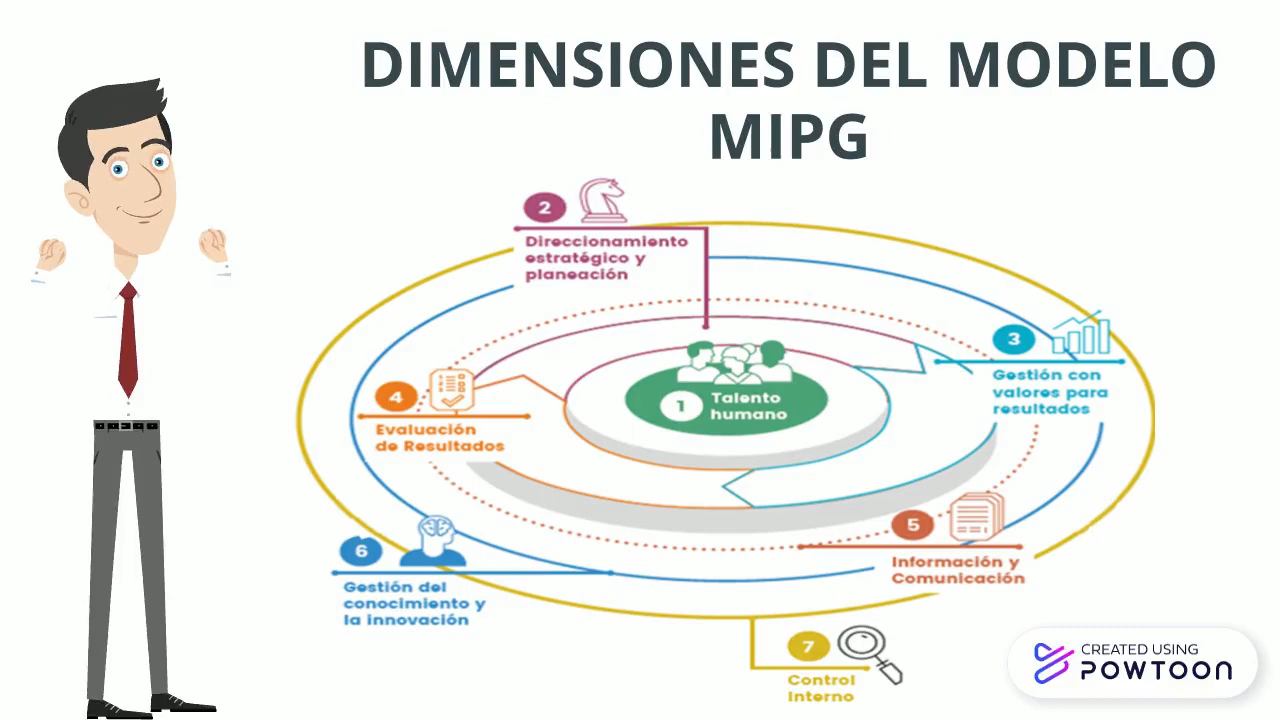 DIMENSIONES DEL MODELO
MIPG
2
Direccionamiento
estratégico y
planeación
3
Gestión con
valores para
resultados
1
Talento
humano
4
Evaluación
de Resultados
5
Información y
Comunicación
6
Gestión del
conocimiento y
la innovación
7
Control
Interno
CREATED USING
POWTOON